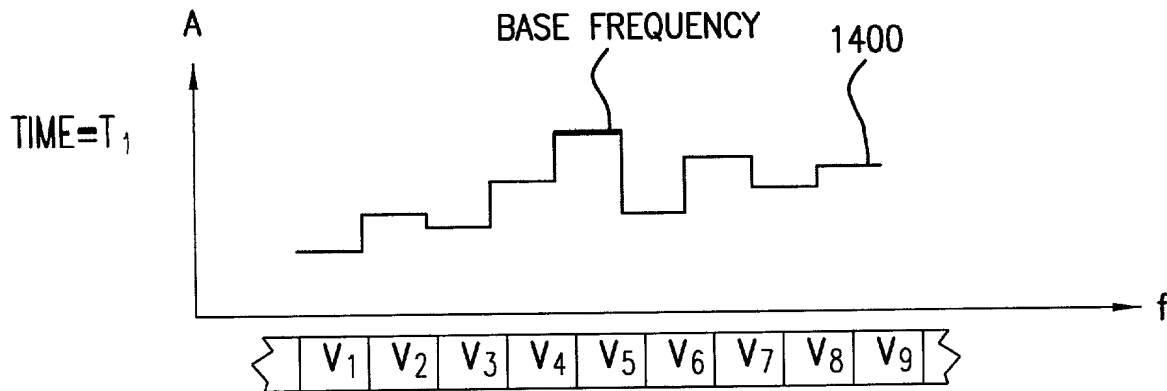 A
BASE FREQUENCY
1400
TIME=T₁
f
V₁ V₂ V₃ V₄ V₅ V₆ V₇ V₈ V₉